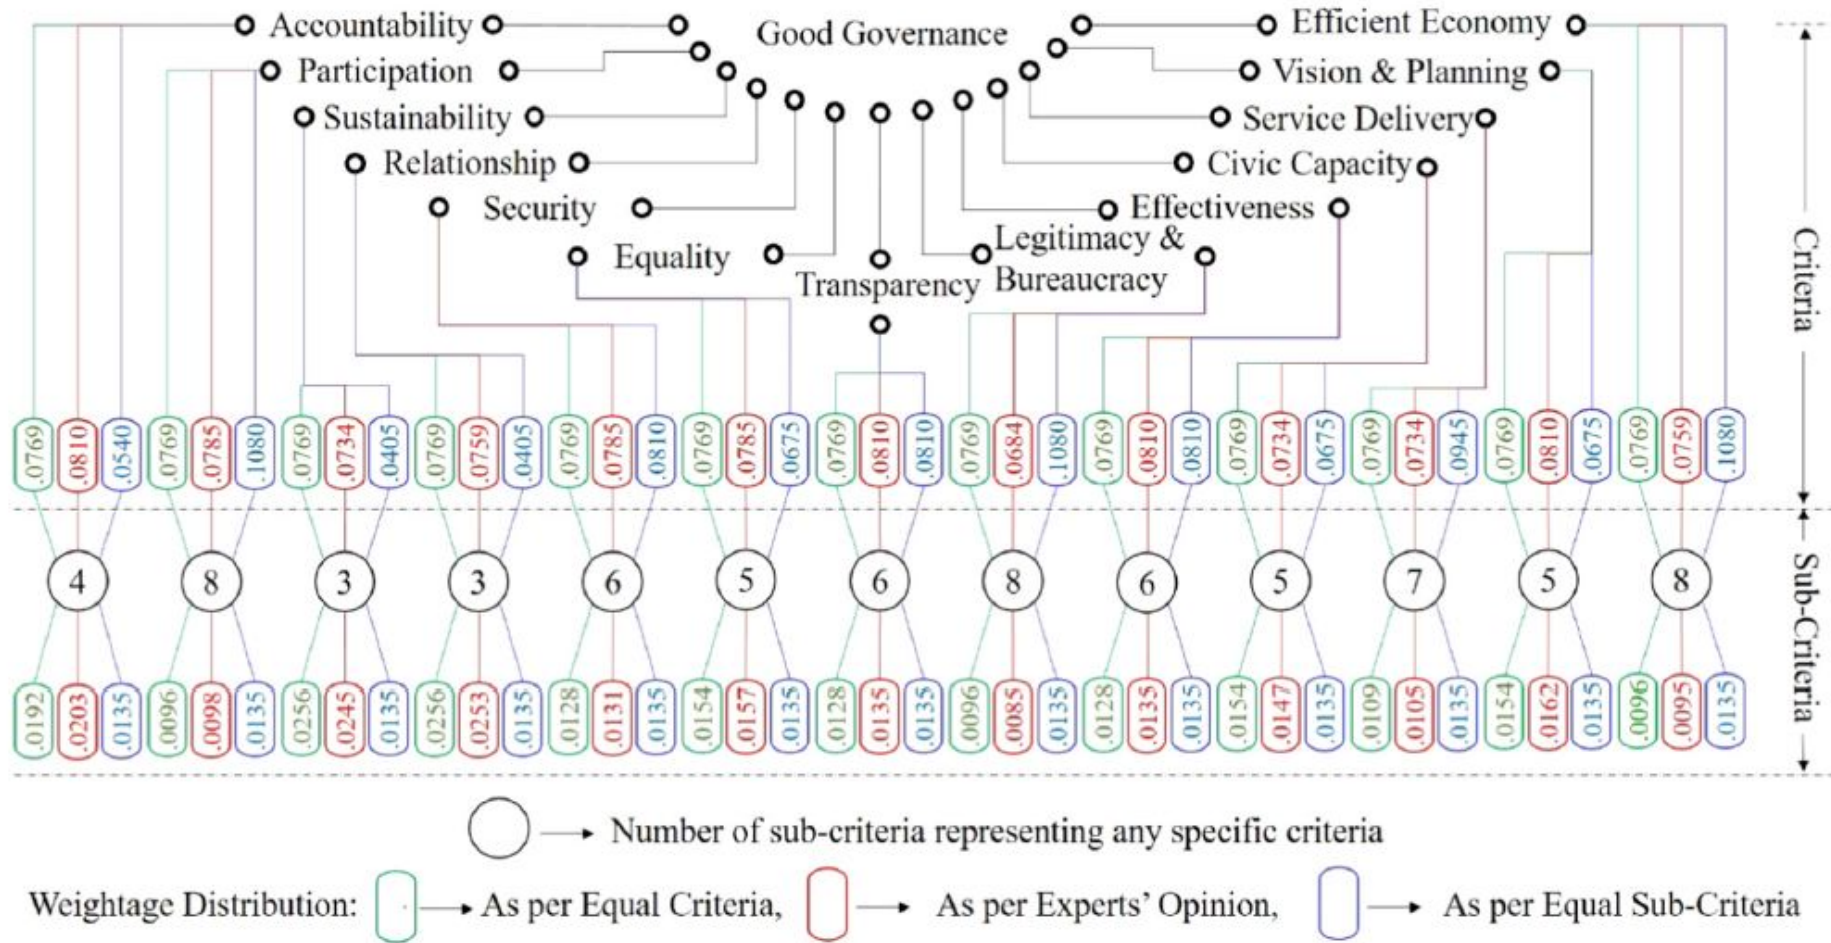 Good Governance
Accountability
Participation
Sustainability
Relationship
Security
Equality
Transparency
Legitimacy &
Bureaucracy
Effectiveness
Civic Capacity
Service Delivery
Vision & Planning
Efficient Economy
Criteria
.0769 .0810 .0540 .0769 .0785 .1080 .0769 .0734 .0405 .0769 .0759 .0405 .0769 .0785 .0810 .0769 .0785 .0675 .0769 .0810 .0810 .0769 .0684 .1080 .0769 .0810 .0810 .0769 .0734 .0675 .0769 .0734 .0945 .0769 .0810 .0675 .0769 .0759 .1080
4 8 3 3 6 5 6 8 6 5 7 5 8
Sub-Criteria
.0192 .0203 .0135 .0096 .0098 .0135 .0256 .0245 .0135 .0256 .0253 .0135 .0128 .0131 .0135 .0154 .0157 .0135 .0128 .0135 .0135 .0096 .0085 .0135 .0128 .0135 .0135 .0154 .0147 .0135 .0109 .0105 .0135 .0154 .0162 .0135 .0096 .0095 .0135
Number of sub-criteria representing any specific criteria
Weightage Distribution: As per Equal Criteria, As per Experts' Opinion, As per Equal Sub-Criteria